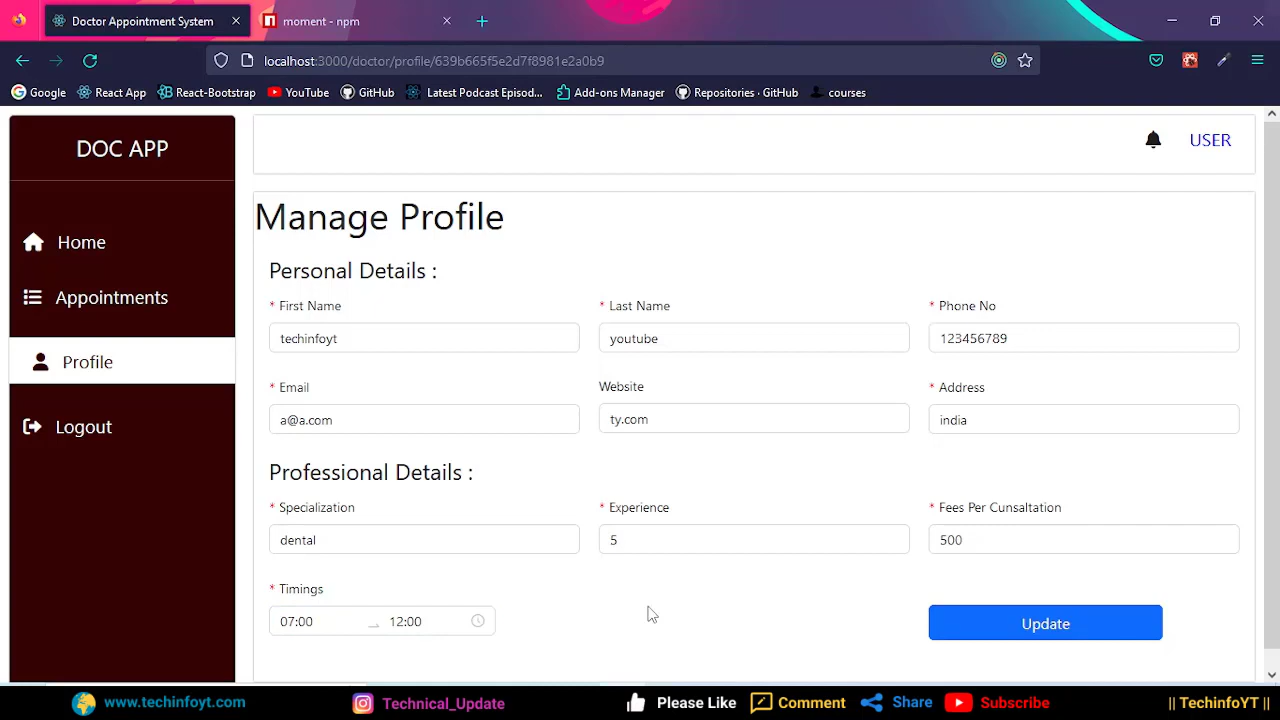 Doctor Appointment System
moment - npm
localhost:3000/doctor/profile/639b665f5e2d7f8981e2a0b9
Google React App React-Bootstrap YouTube GitHub Latest Podcast Episod... Add-ons Manager Repositories · GitHub courses
DOC APP
USER
Home
Appointments
Profile
Logout
Manage Profile
Personal Details :
* First Name * Last Name * Phone No
techinfoyt youtube 123456789
* Email Website * Address
a@a.com ty.com india
Professional Details :
* Specialization * Experience * Fees Per Cunsaltation
dental 5 500
* Timings
07:00 12:00
Update
www.techinfoyt.com Technical_Update Please Like Comment Share Subscribe || TechinfoYT ||